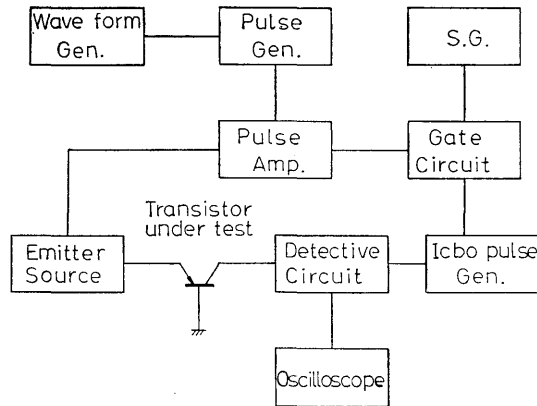 Wave form
Gen.
Pulse
Gen.
S.G.
Pulse
Amp.
Gate
Circuit
Transistor
under test
Emitter
Source
Detective
Circuit
Icbo pulse
Gen.
Oscilloscope